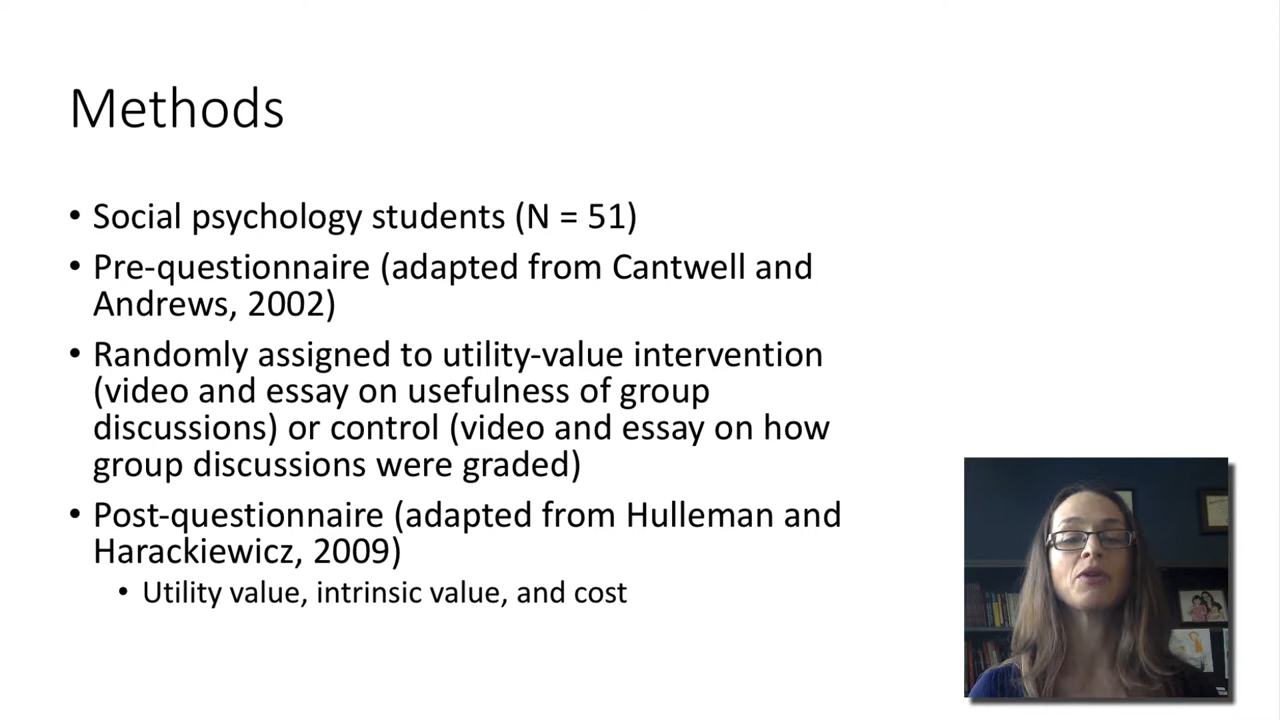 Methods
• Social psychology students (N = 51)
• Pre-questionnaire (adapted from Cantwell and
Andrews, 2002)
• Randomly assigned to utility-value intervention
(video and essay on usefulness of group
discussions) or control (video and essay on how
group discussions were graded)
• Post-questionnaire (adapted from Hulleman and
Harackiewicz, 2009)
• Utility value, intrinsic value, and cost